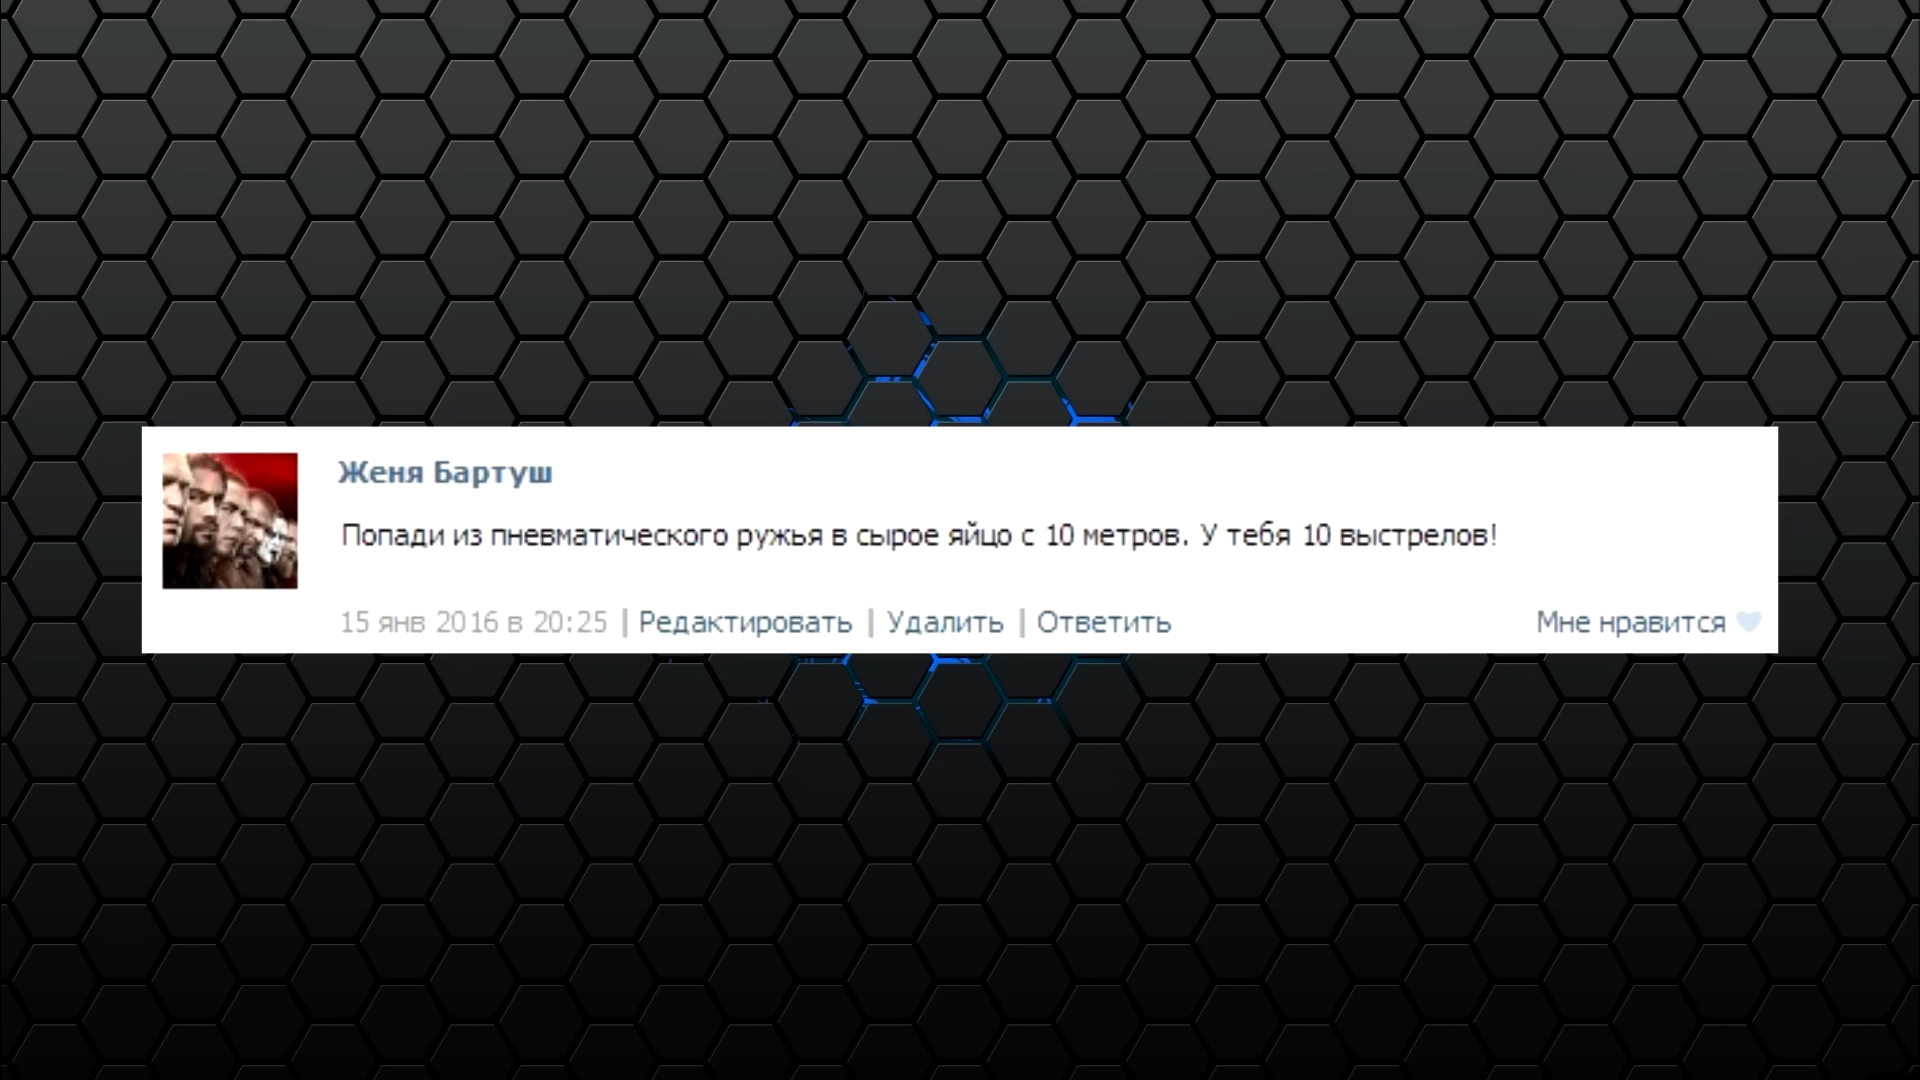 Женя Бартуш
Попади из пневматического ружья в сырое яйцо с 10 метров. У тебя 10 выстрелов!
15 янв 2016 в 20:25 | Редактировать | Удалить | Ответить Мне нравится